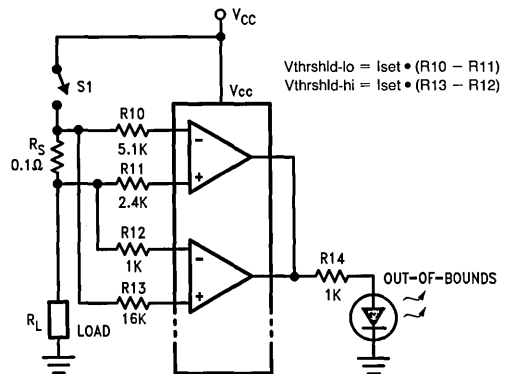 VCC
Vthrshld-lo = Iset • (R10 – R11)
Vthrshld-hi = Iset • (R13 – R12)
S1
VCC
R10
5.1K
RS
0.1Ω
R11
2.4K
R12
1K
R13
16K
R14
1K
OUT-OF-BOUNDS
RL
LOAD
- 
+
-
+